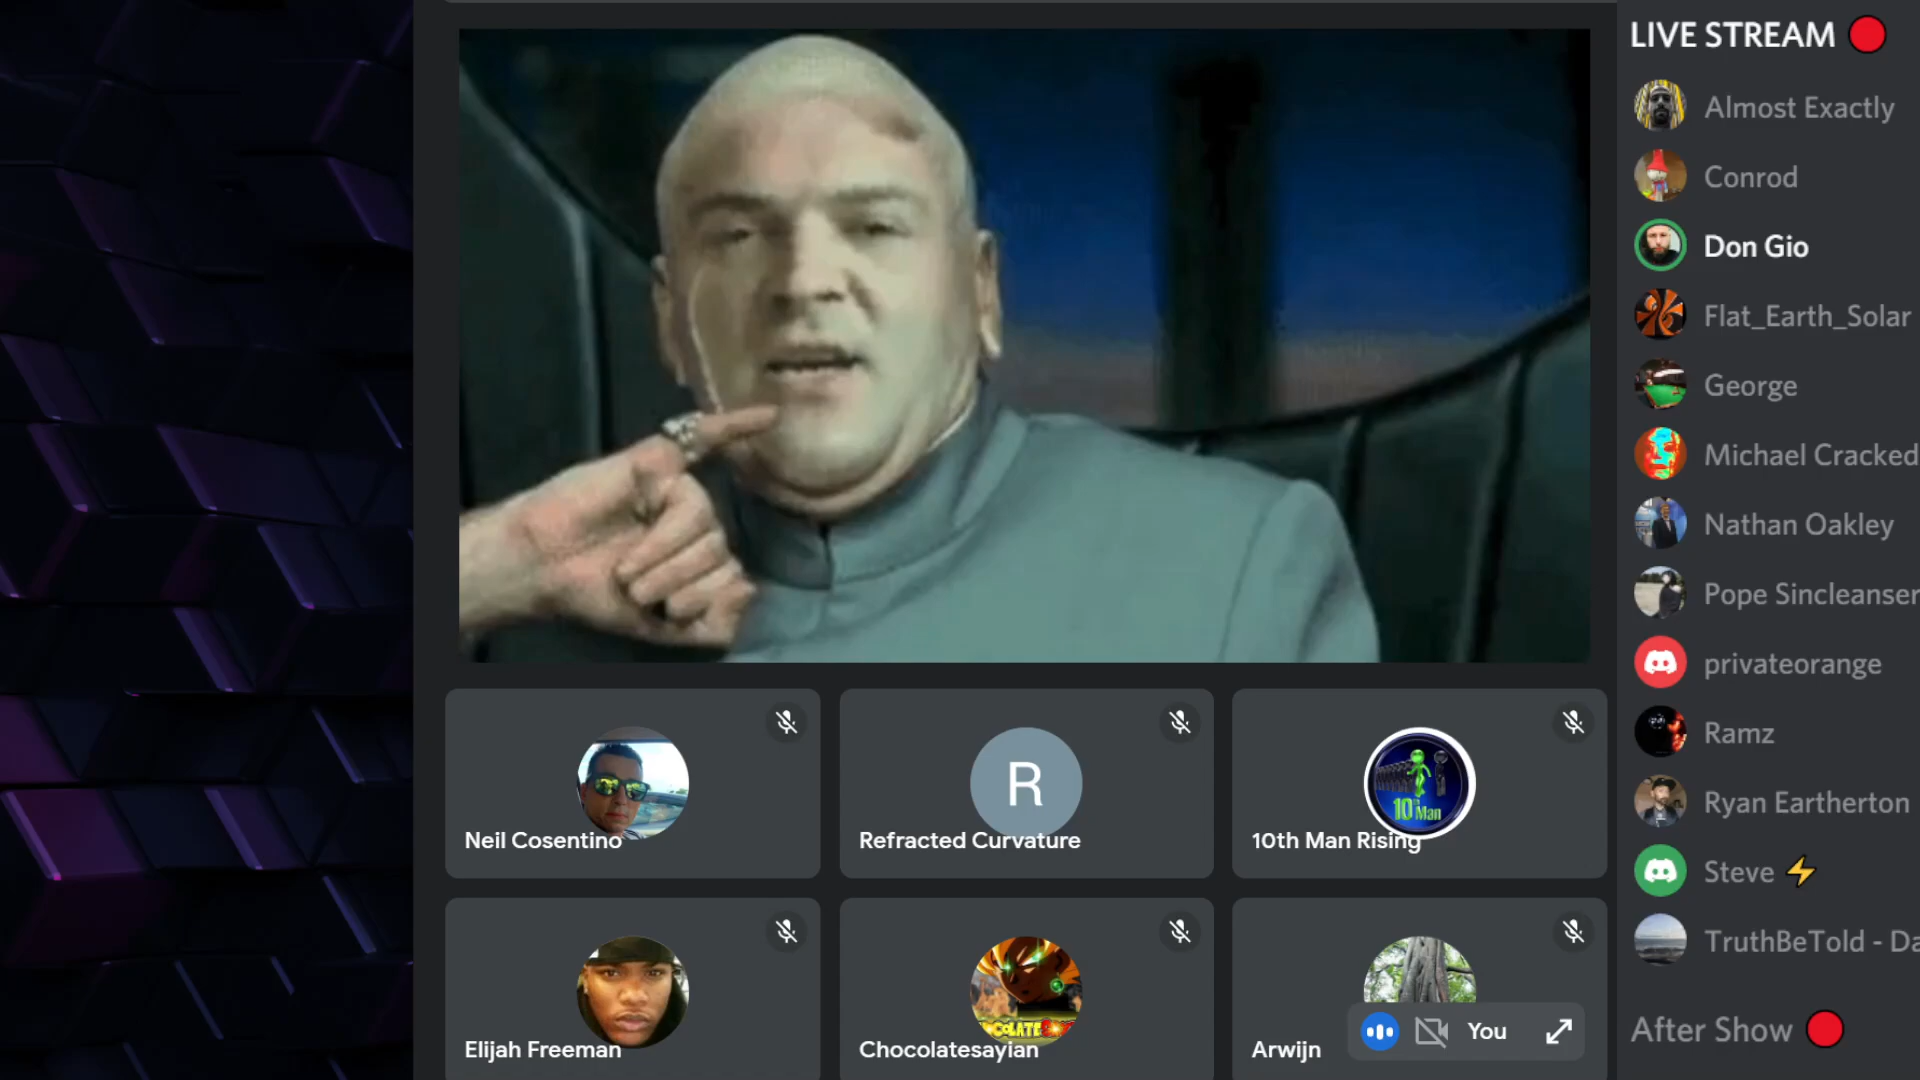 LIVE STREAM
Almost Exactly
Conrod
Don Gio
Flat_Earth_Solar
George
Michael Cracked
Nathan Oakley
Pope Sincleanser
privateorange
Ramz
Ryan Eartherton
Steve
TruthBeTold - Da
After Show
R
10th Man
Neil Cosentino
Refracted Curvature
10th Man Rising
COLATE
Elijah Freeman
Chocolatesayian
Arwijn
You